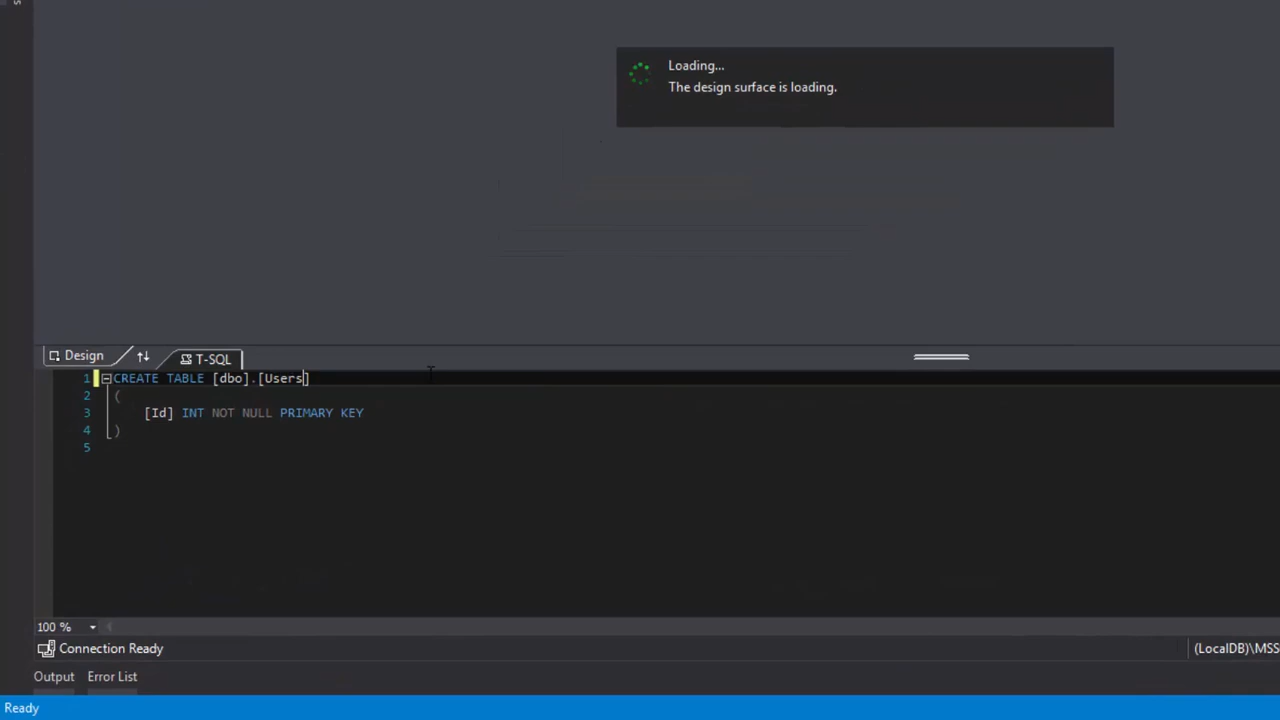 Loading...
The design surface is loading.
Design
T-SQL
1 CREATE TABLE [dbo].[Users]
2 (
3 [Id] INT NOT NULL PRIMARY KEY
4 )
5
100 %
Connection Ready
(LocalDB)\MSS
Output Error List
Ready